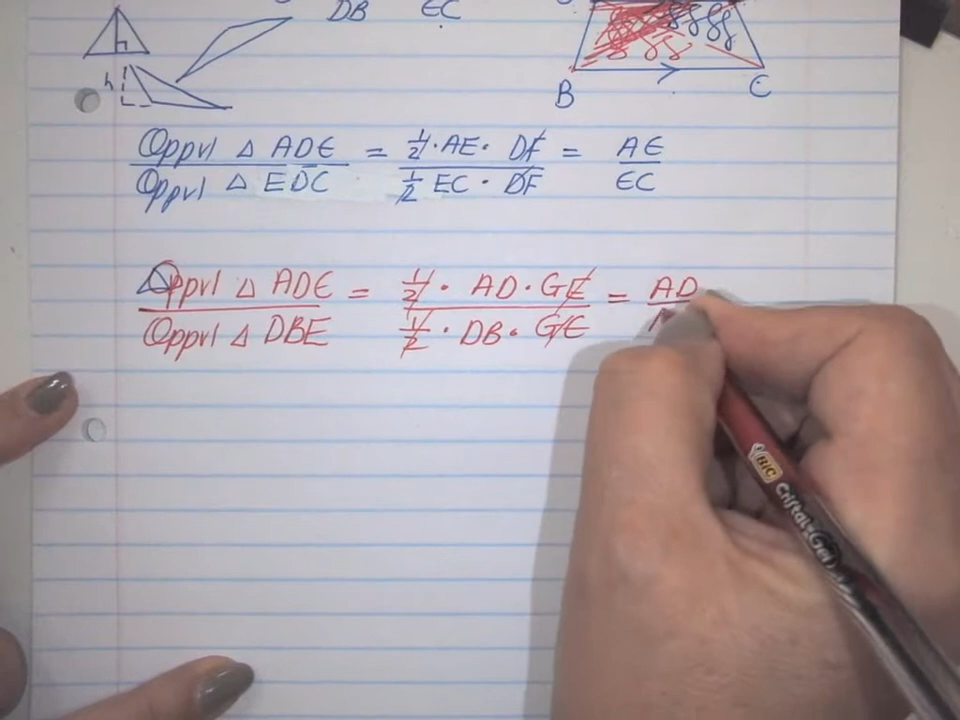 DB EC
h
h
B C
Oppvl △ ADE = ½ · AE · DF = AE
Oppvl △ EDC ½ EC · DF EC
Oppvl △ ADE = ½ · AD · GE = AD
Oppvl △ DBE ½ · DB · GE
BIC Cristal Gel